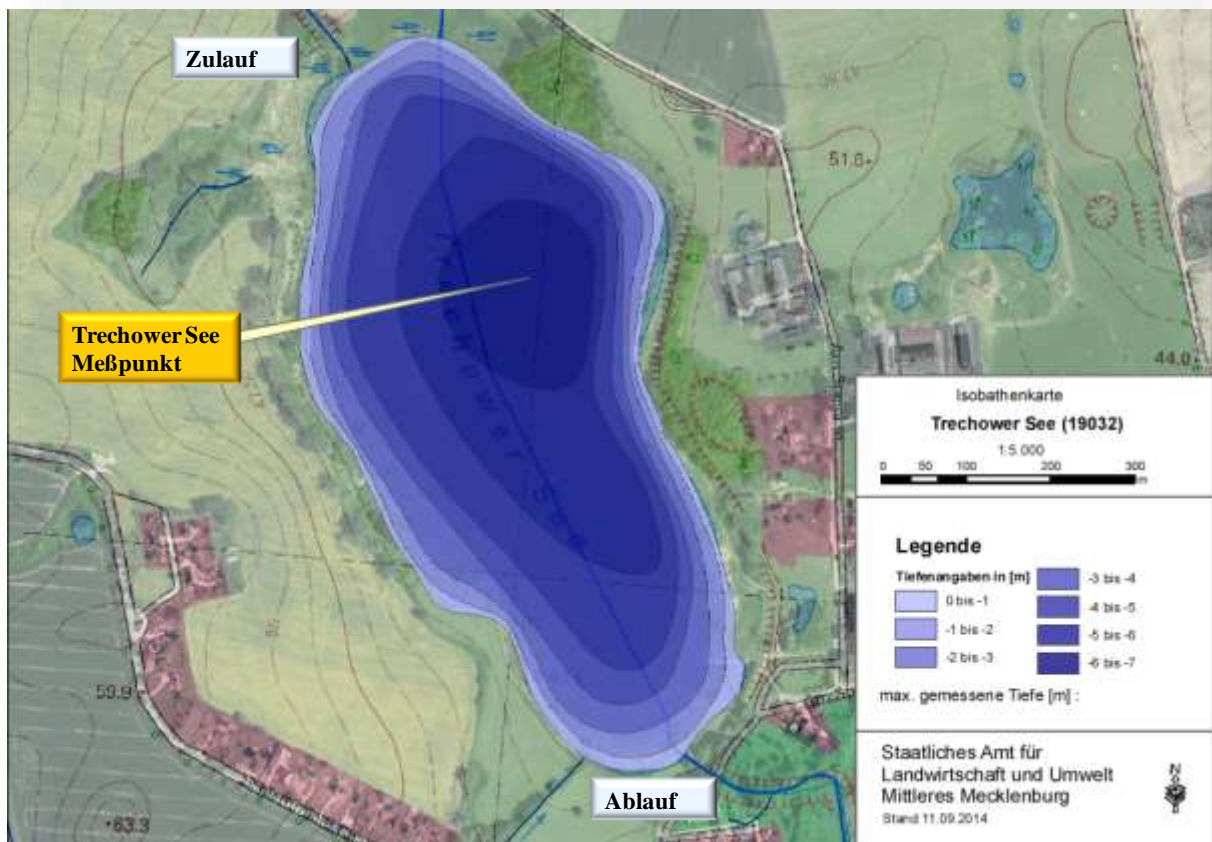 Zulauf
51.6
Trechower See
Meßpunkt
Trechower See
44.0
59.9
63.3
Ablauf
Isobathenkarte
Trechower See (19032)
1:5.000
0 50 100 200 300
m
Legende
Tiefenangaben in [m]
0 bis -1
-1 bis -2
-2 bis -3
-3 bis -4
-4 bis -5
-5 bis -6
-6 bis -7
max. gemessene Tiefe [m] :
Staatliches Amt für
Landwirtschaft und Umwelt
Mittleres Mecklenburg
Stand 11.09.2014
N
S